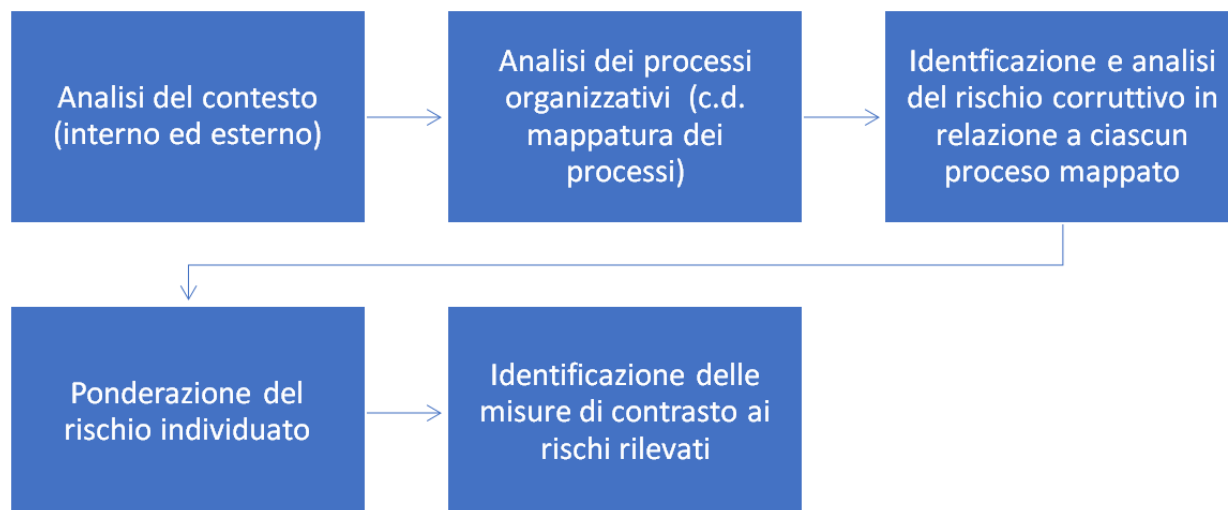 Analisi del contesto
(interno ed esterno)
Analisi dei processi
organizzativi (c.d.
mappatura dei
processi)
Identficazione e analisi
del rischio corruttivo in
relazione a ciascun
proceso mappato
Ponderazione del
rischio individuato
Identificazione delle
misure di contrasto ai
rischi rilevati